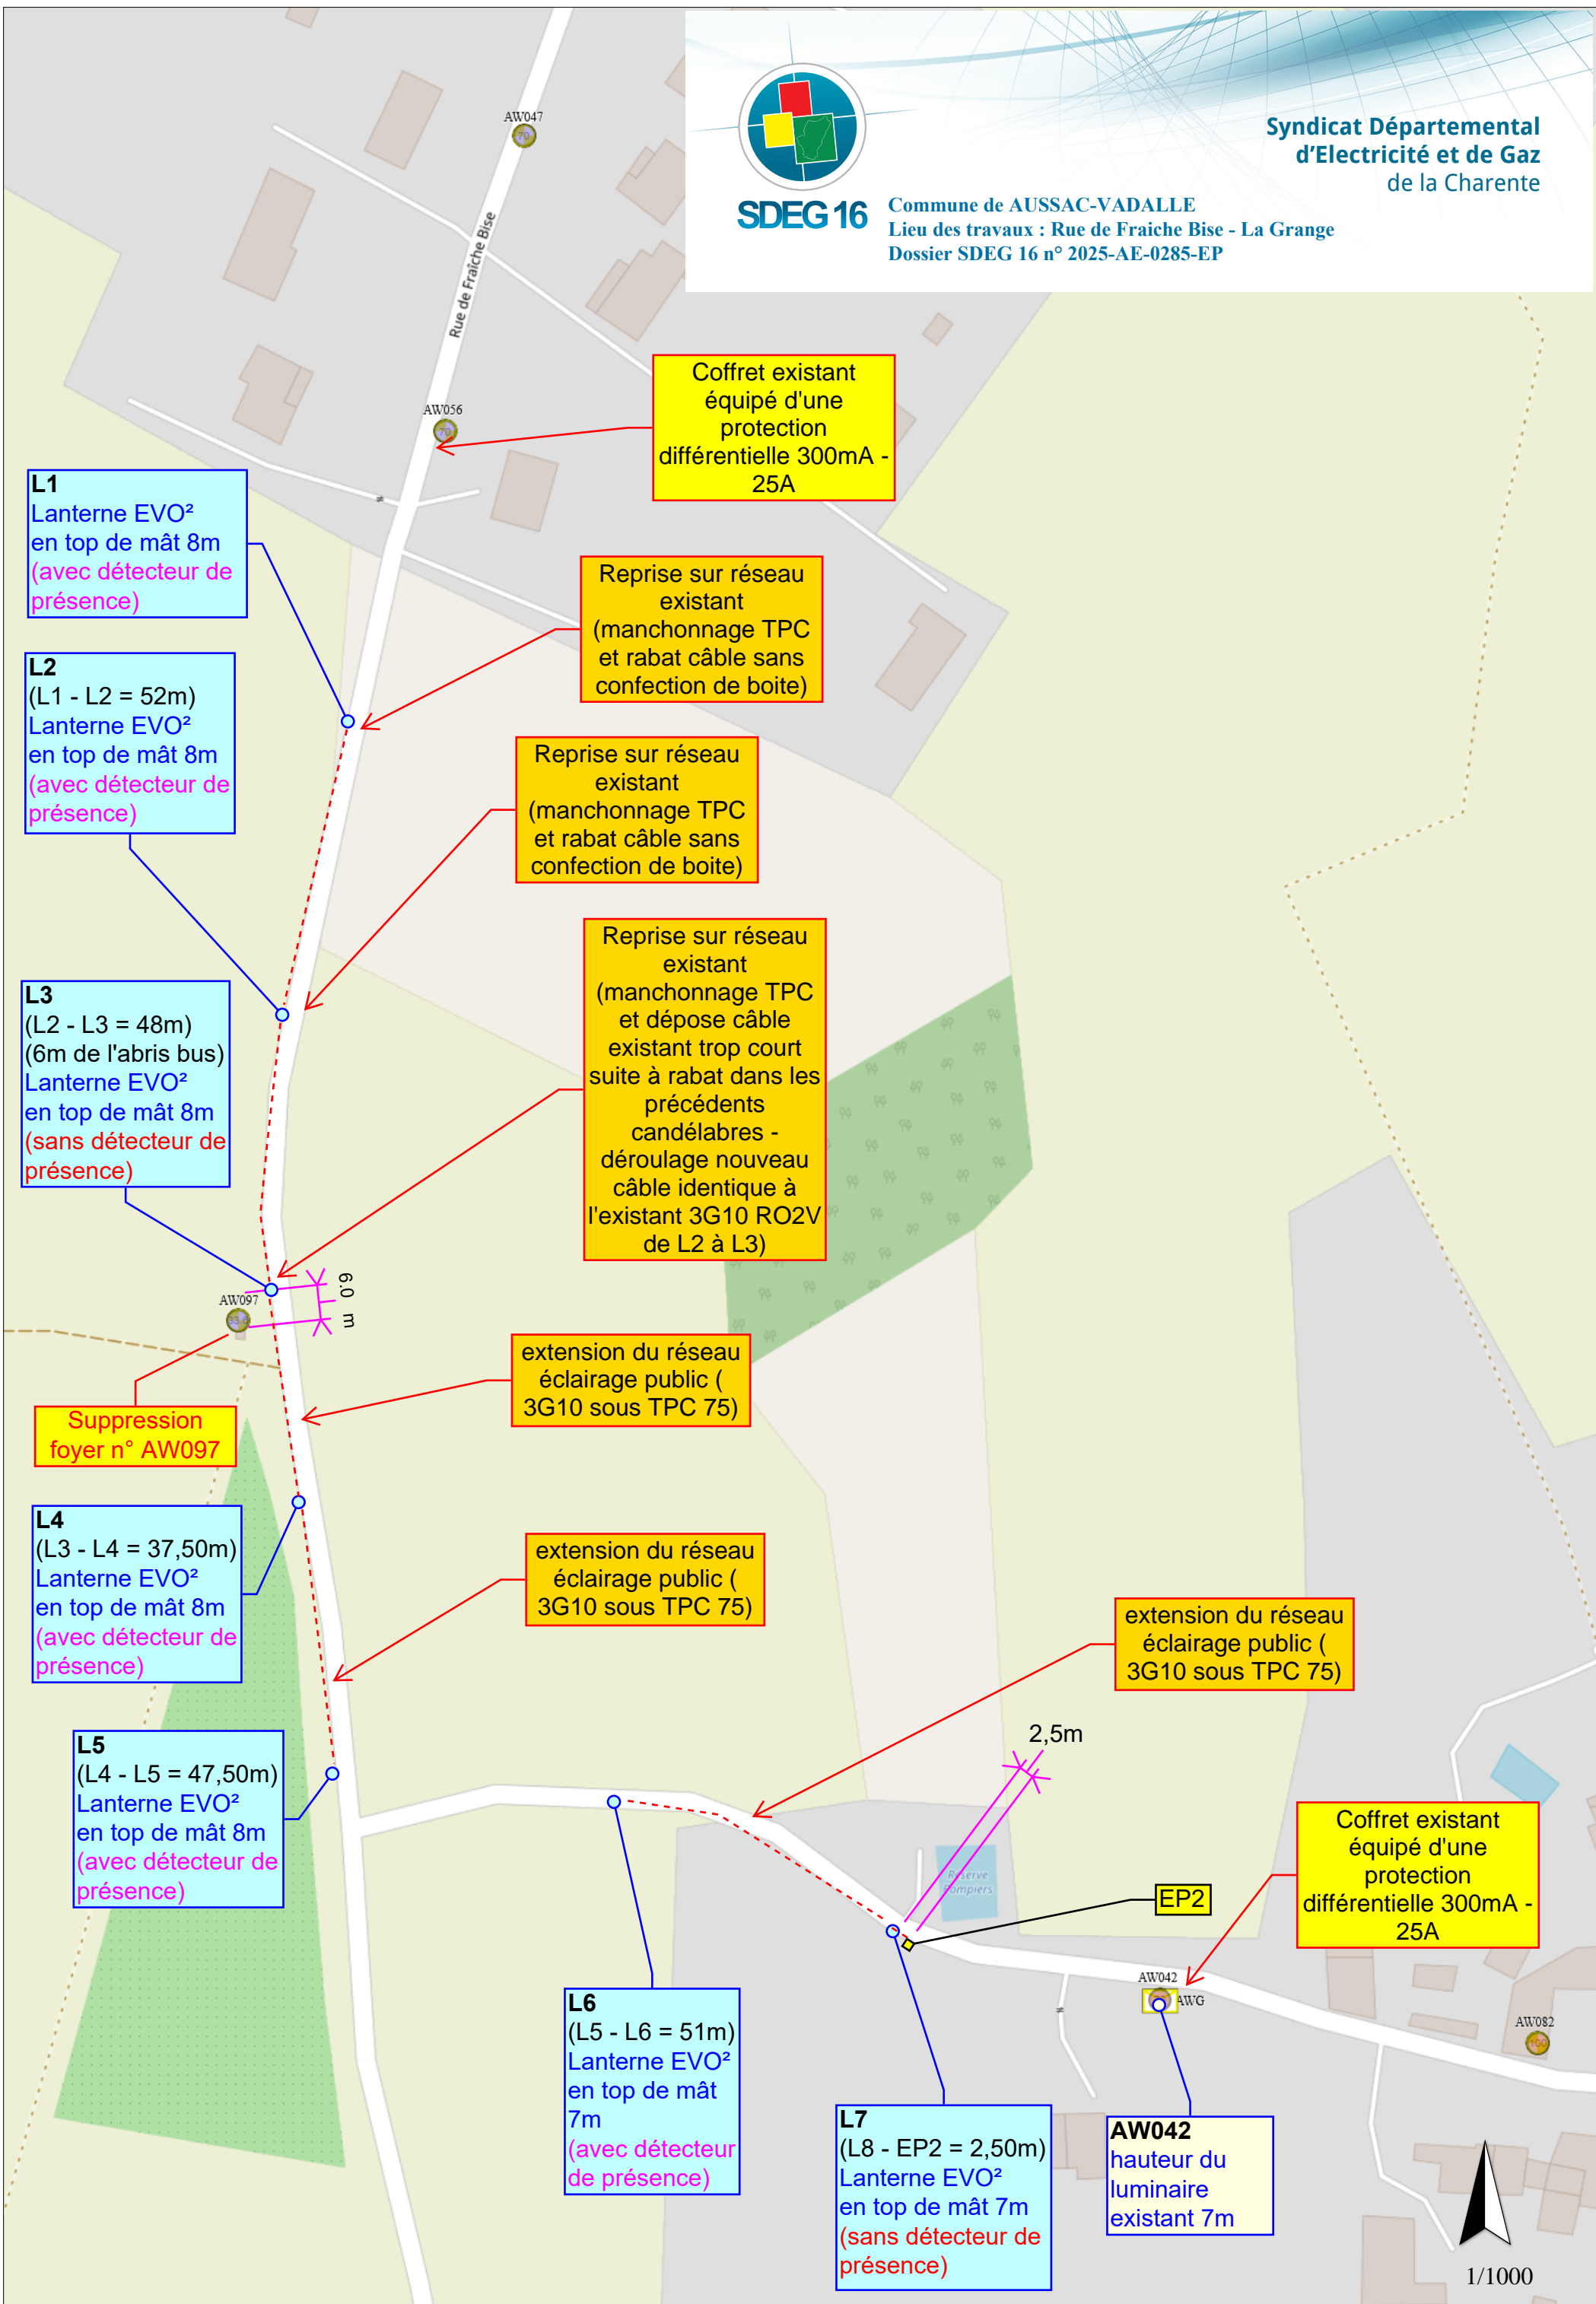 SDEG 16
Syndicat Départemental
d'Electricité et de Gaz
de la Charente
Commune de AUSSAC-VADALLE
Lieu des travaux : Rue de Fraiche Bise - La Grange
Dossier SDEG 16 n° 2025-AE-0285-EP
AW047
70
Rue de Fraîche Bise
AW056
70
Coffret existant
équipé d'une
protection
différentielle 300mA -
25A
L1
Lanterne EVO²
en top de mât 8m
(avec détecteur de
présence)
Reprise sur réseau
existant
(manchonnage TPC
et rabat câble sans
confection de boite)
L2
(L1 - L2 = 52m)
Lanterne EVO²
en top de mât 8m
(avec détecteur de
présence)
Reprise sur réseau
existant
(manchonnage TPC
et rabat câble sans
confection de boite)
L3
(L2 - L3 = 48m)
(6m de l'abris bus)
Lanterne EVO²
en top de mât 8m
(sans détecteur de
présence)
Reprise sur réseau
existant
(manchonnage TPC
et dépose câble
existant trop court
suite à rabat dans les
précédents
candélabres -
déroulage nouveau
câble identique à
l'existant 3G10 RO2V
de L2 à L3)
6.0 m
AW097
Suppression
foyer n° AW097
extension du réseau
éclairage public (
3G10 sous TPC 75)
L4
(L3 - L4 = 37,50m)
Lanterne EVO²
en top de mât 8m
(avec détecteur de
présence)
extension du réseau
éclairage public (
3G10 sous TPC 75)
extension du réseau
éclairage public (
3G10 sous TPC 75)
L5
(L4 - L5 = 47,50m)
Lanterne EVO²
en top de mât 8m
(avec détecteur de
présence)
2,5m
Réserve
Pompiers
EP2
Coffret existant
équipé d'une
protection
différentielle 300mA -
25A
AW042
AWG
AW082
100
L6
(L5 - L6 = 51m)
Lanterne EVO²
en top de mât
7m
(avec détecteur
de présence)
L7
(L8 - EP2 = 2,50m)
Lanterne EVO²
en top de mât 7m
(sans détecteur de
présence)
AW042
hauteur du
luminaire
existant 7m
1/1000